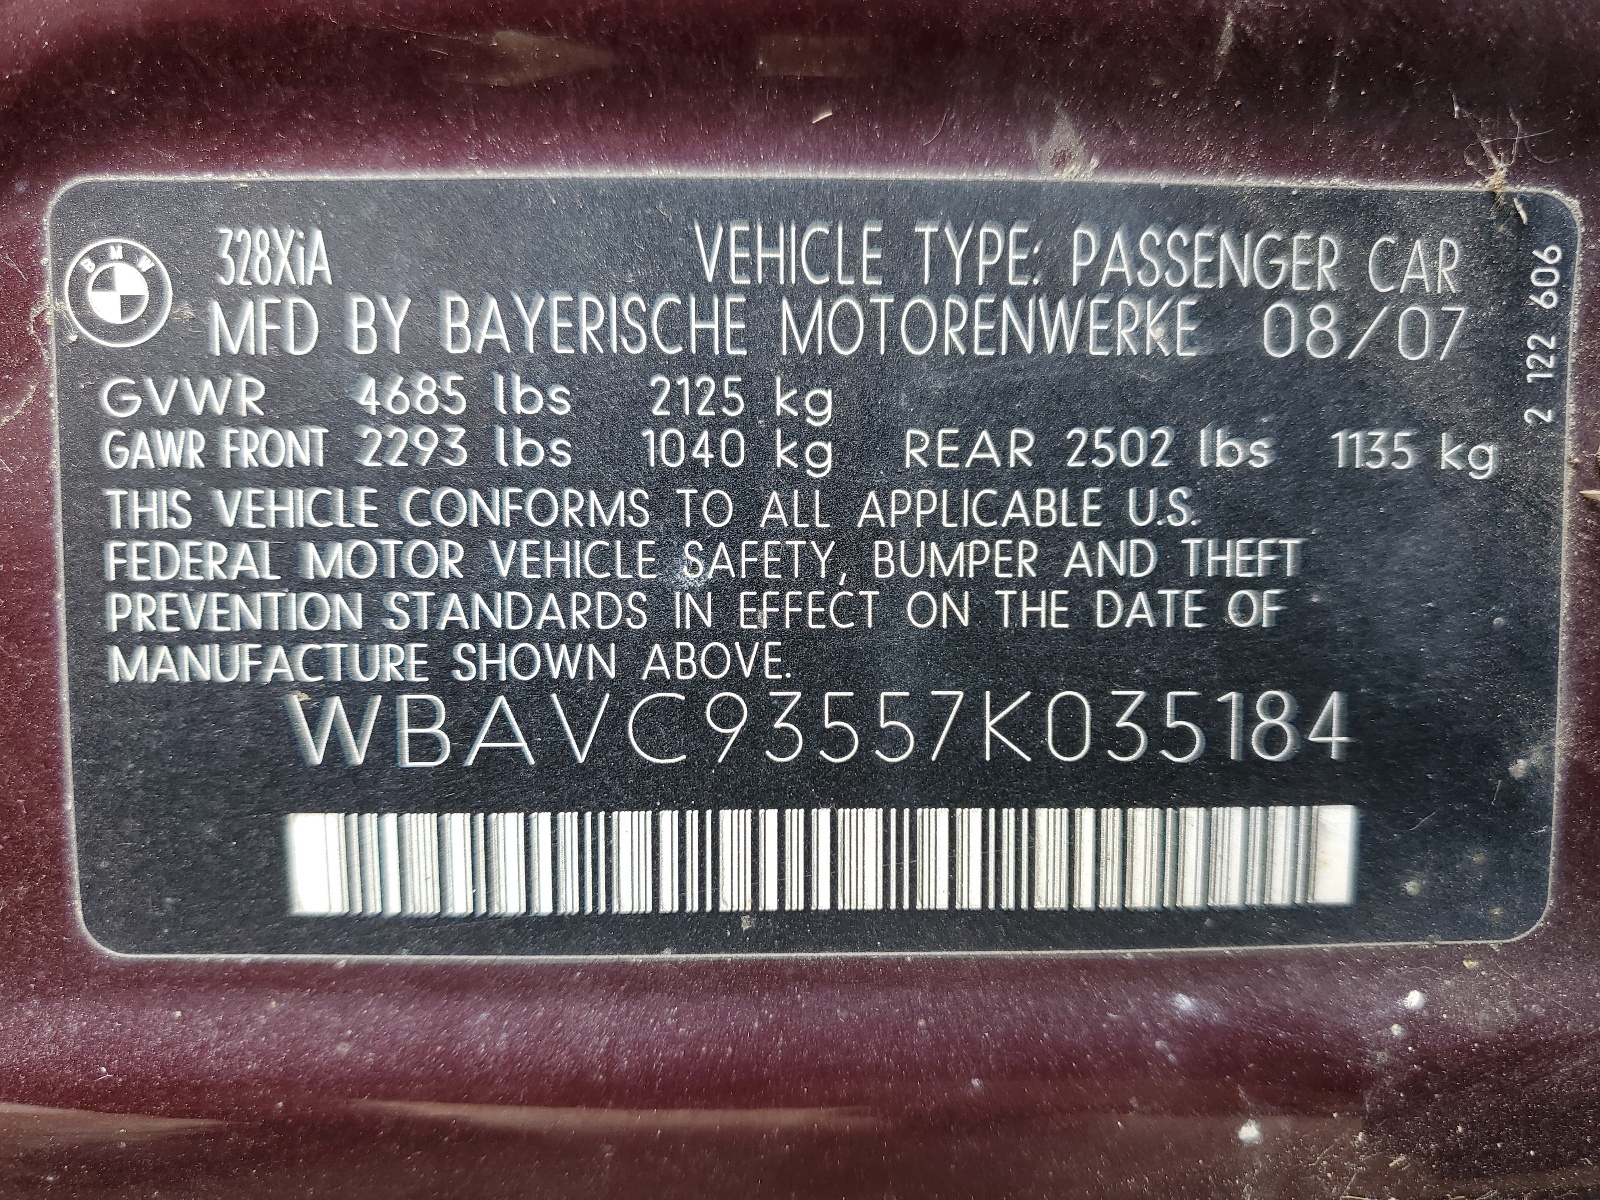 BMW
328XiA VEHICLE TYPE: PASSENGER CAR
MFD BY BAYERISCHE MOTORENWERKE 08/07
GVWR 4685 lbs 2125 kg
GAWR FRONT 2293 lbs 1040 kg REAR 2502 lbs 1135 kg
THIS VEHICLE CONFORMS TO ALL APPLICABLE U.S.
FEDERAL MOTOR VEHICLE SAFETY, BUMPER AND THEFT
PREVENTION STANDARDS IN EFFECT ON THE DATE OF
MANUFACTURE SHOWN ABOVE.
WBAVC93557K035184
2 122 606